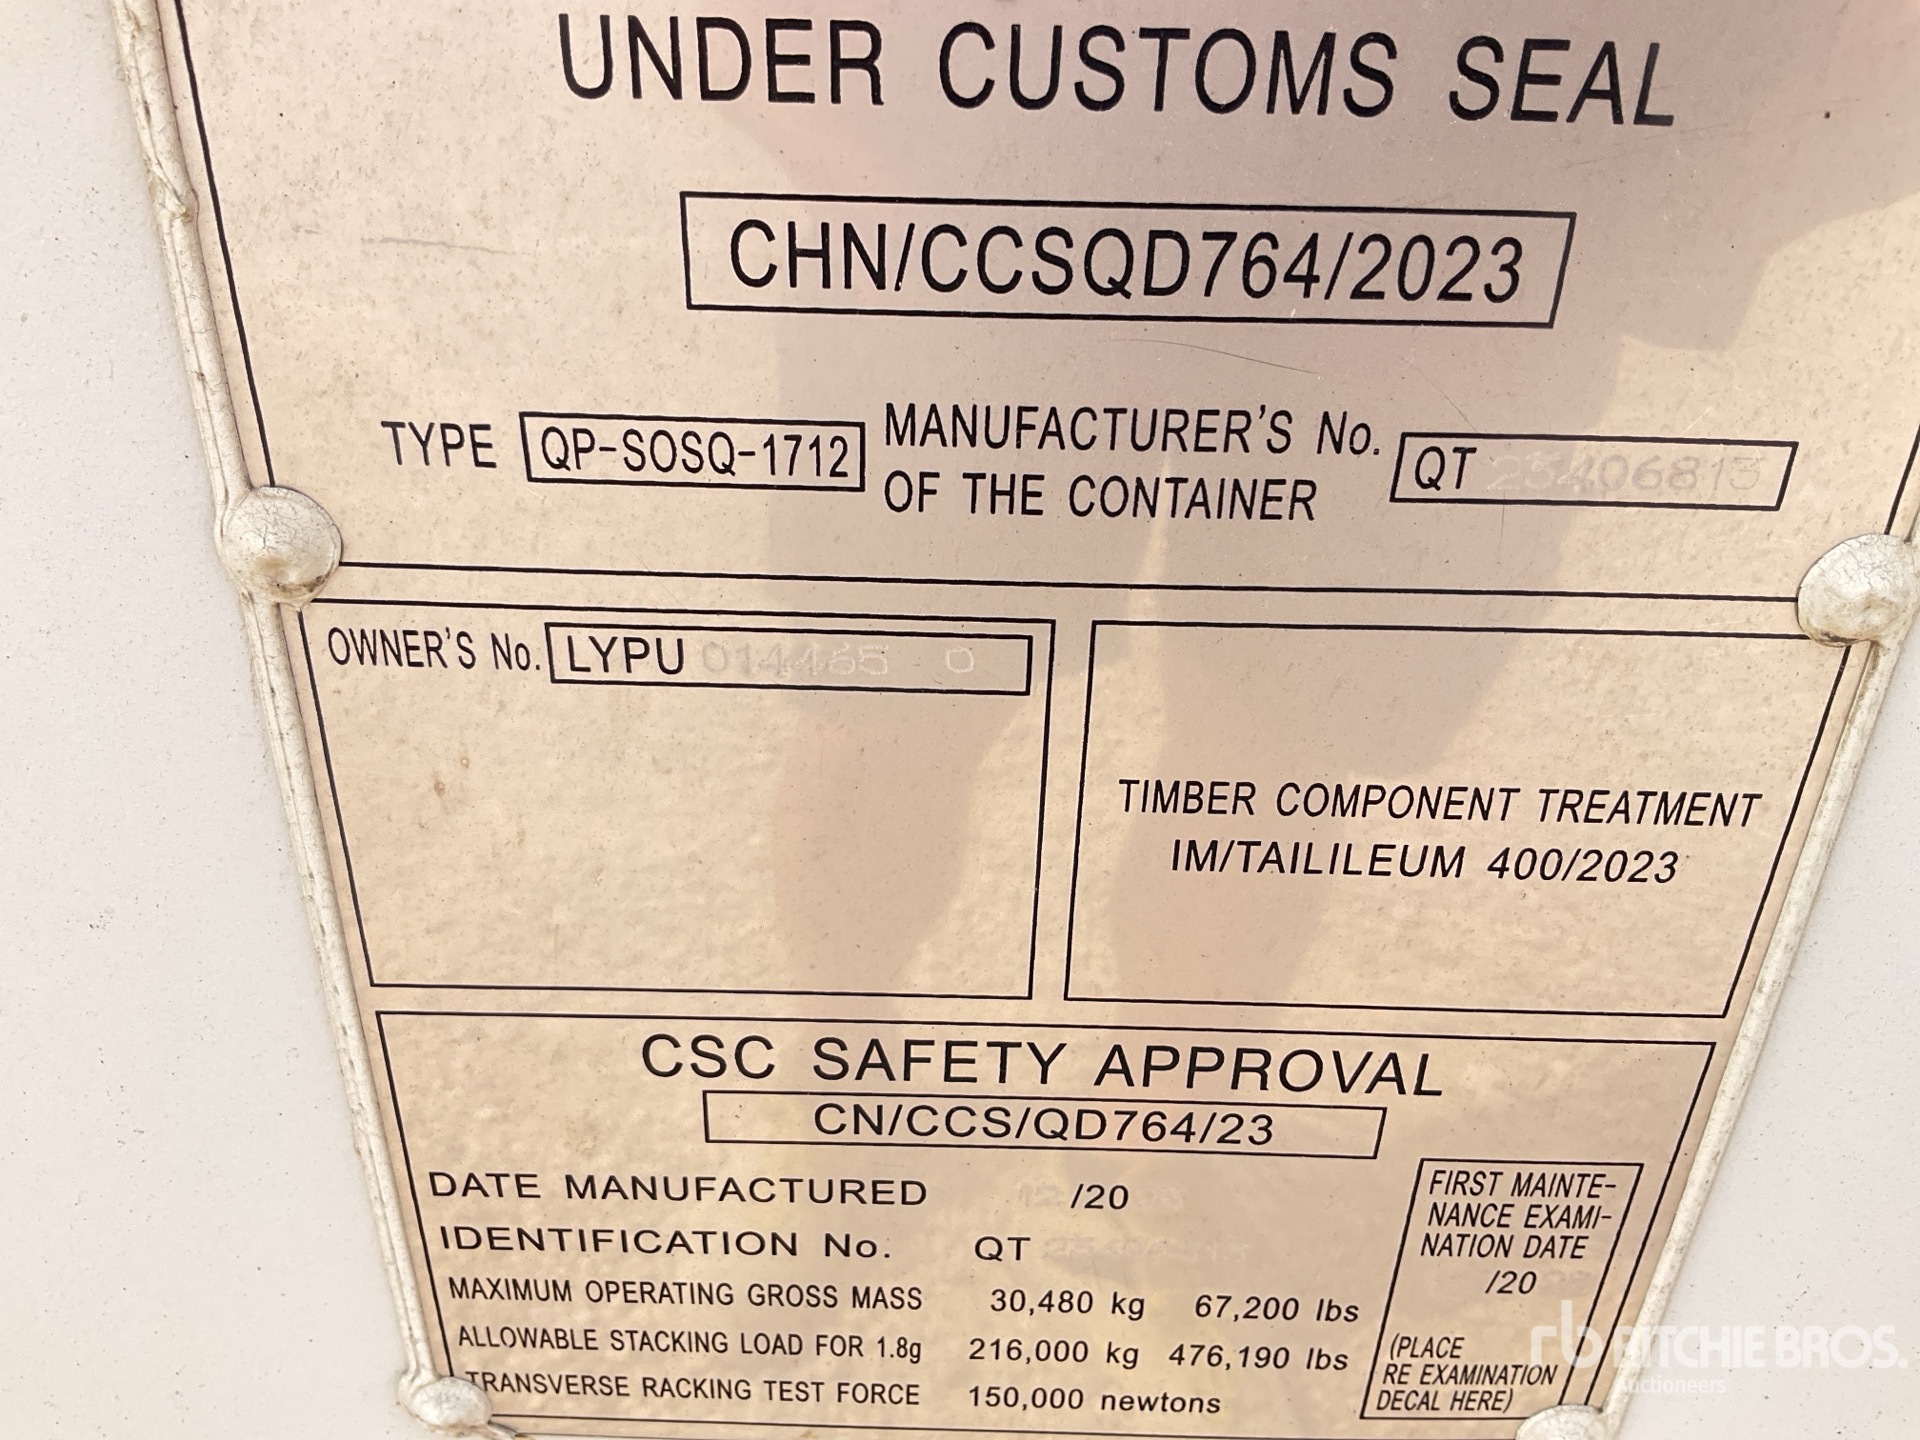 UNDER CUSTOMS SEAL
CHN/CCSQD764/2023
TYPE QP-SOSQ-1712
MANUFACTURER'S No.
OF THE CONTAINER
QT 23406813
OWNER'S No. LYPU 014465 0
TIMBER COMPONENT TREATMENT
IM/TAILILEUM 400/2023
CSC SAFETY APPROVAL
CN/CCS/QD764/23
DATE MANUFACTURED /20
IDENTIFICATION No. QT
MAXIMUM OPERATING GROSS MASS 30,480 kg 67,200 lbs
ALLOWABLE STACKING LOAD FOR 1.8g 216,000 kg 476,190 lbs
TRANSVERSE RACKING TEST FORCE 150,000 newtons
FIRST MAINTE-
NANCE EXAMI-
NATION DATE
/20
(PLACE
RE EXAMINATION
DECAL HERE)
rb RITCHIE BROS.
Auctioneers